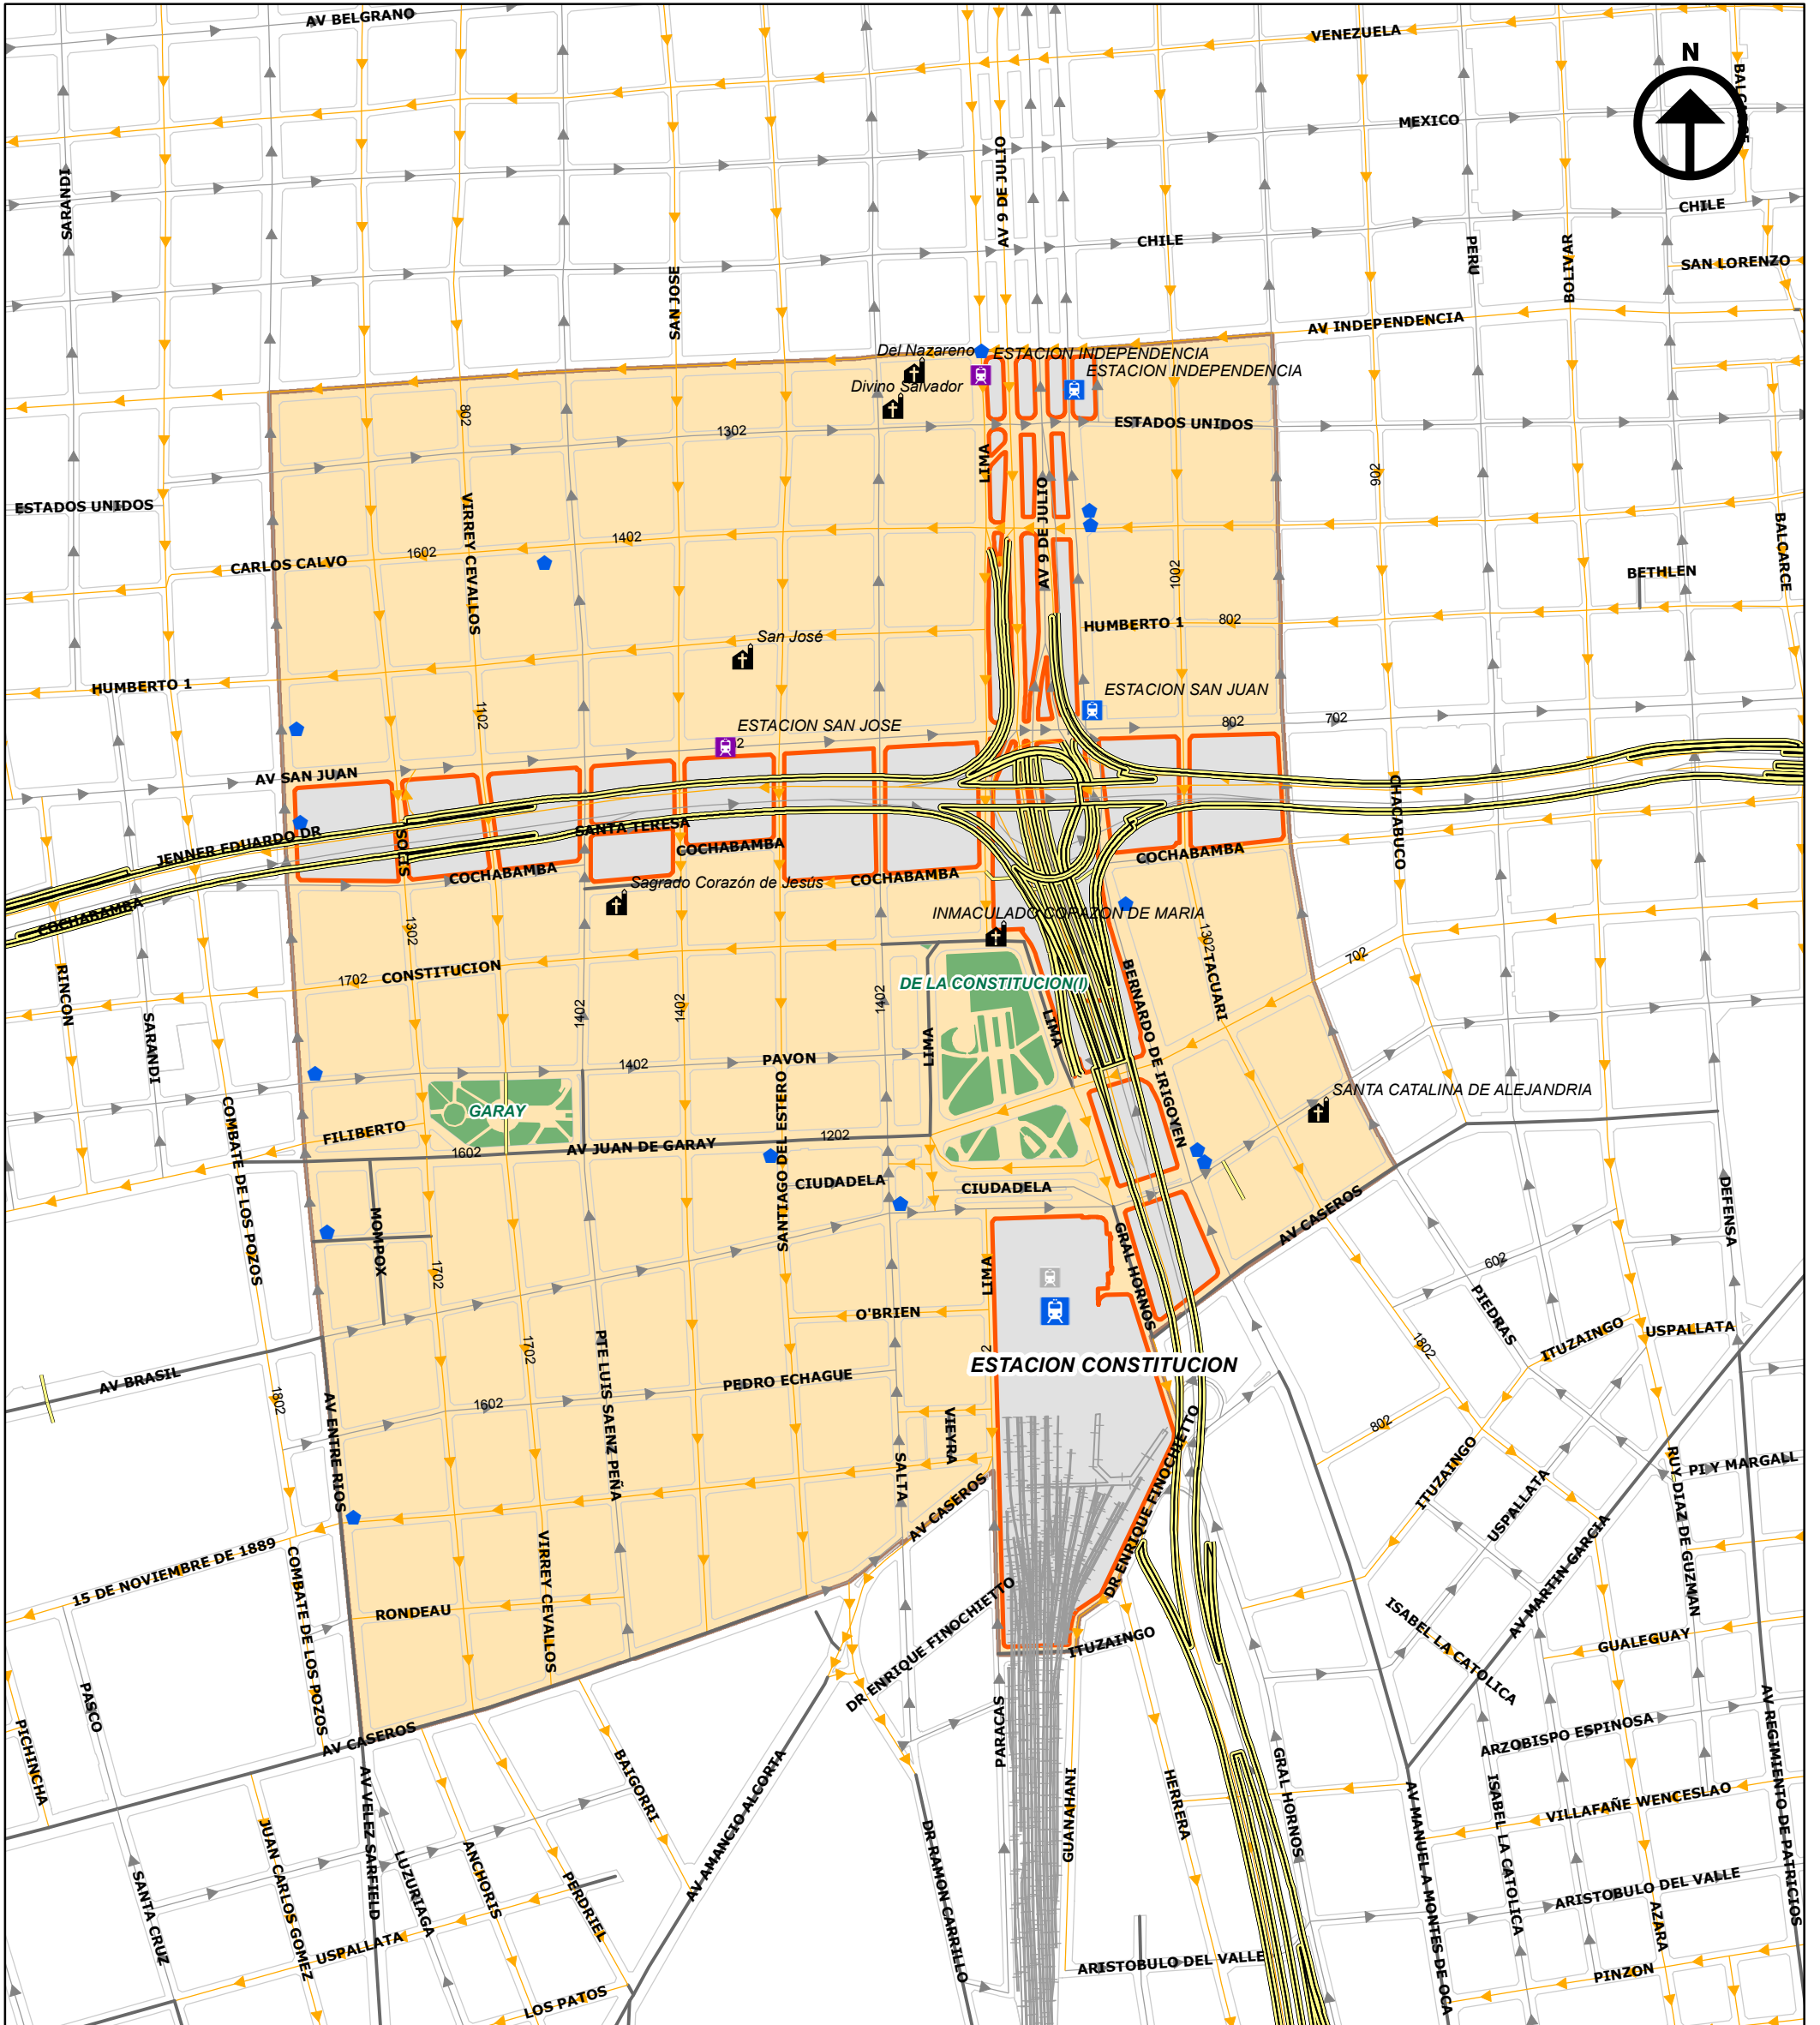 AV BELGRANO
VENEZUELA
N
BALCARCE
MEXICO
SARANDI
AV 9 DE JULIO
CHILE
CHILE
PERU
BOLIVAR
SAN LORENZO
SAN JOSE
AV INDEPENDENCIA
Del Nazareno
ESTACION INDEPENDENCIA
ESTACION INDEPENDENCIA
Divino Salvador
802
1302
ESTADOS UNIDOS
LIMA
902
ESTADOS UNIDOS
VIRREY CEVALLOS
AV 9 DE JULIO
BALCARCE
1402
1602
CARLOS CALVO
1002
BETHLEN
HUMBERTO 1
802
San José
HUMBERTO 1
ESTACION SAN JUAN
1102
ESTACION SAN JOSE
2
802
702
AV SAN JUAN
CHACABUCO
SANTA TERESA
JENNER EDUARDO DR
SOLIS
COCHABAMBA
COCHABAMBA
COCHABAMBA
COCHABAMBA
Sagrado Corazón de Jesús
COCHABAMBA
INMACULADO CORAZON DE MARIA
1302
1302
TACUARI
702
RINCON
1702
CONSTITUCION
DE LA CONSTITUCION(I)
BERNARDO DE IRIGOYEN
1402
1402
1402
LIMA
LIMA
SARANDI
PAVON
1402
SANTA CATALINA DE ALEJANDRIA
COMBATE DE LOS POZOS
GARAY
SANTIAGO DEL ESTERO
FILIBERTO
1202
AV JUAN DE GARAY
1602
CIUDADELA
CIUDADELA
DEFENSA
AV CASEROS
MOMPOX
GRAL HORNOS
1702
LIMA
602
O'BRIEN
PIEDRAS
1702
PTE LUIS SAENZ PEÑA
2
1802
ITUZAINGO
USPALLATA
ESTACION CONSTITUCION
AV BRASIL
PEDRO ECHAGUE
1802
AV ENTRE RIOS
1602
VIEYRA
802
DR ENRIQUE FINOCHIETTO
ITUZAINGO
RUY DIAZ DE GUZMAN
PI Y MARGALL
SALTA
AV CASEROS
USPALLATA
AV MARTIN GARCIA
VIRREY CEVALLOS
15 DE NOVIEMBRE DE 1889
COMBATE DE LOS POZOS
RONDEAU
DR ENRIQUE FINOCHIETTO
ITUZAINGO
ISABEL LA CATOLICA
GUALEGUAY
PASCO
PICHINCHA
AV CASEROS
PARACAS
ARZOBISPO ESPINOSA
AV REGIMIENTO DE PATRICIOS
BAIGORRI
AV AMANCIO ALCORTA
AV VELEZ SARFIELD
GUANAHANI
HERRERA
GRAL HORNOS
AV MANUEL A MONTES DE OCA
ISABEL LA CATOLICA
VILLAFAÑE WENCESLAO
JUAN CARLOS GOMEZ
DR RAMON CARRILLO
SANTA CRUZ
LUZURIAGA
ANCHORIS
PERDRIEL
ARISTOBULO DEL VALLE
AZARA
USPALLATA
ARISTOBULO DEL VALLE
PINZON
LOS PATOS